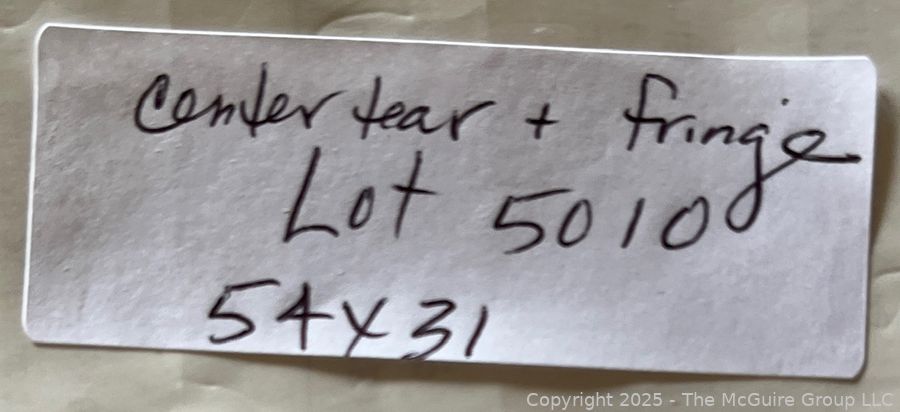 Center tear + fringe
Lot 5010
54x31
Copyright 2025 - The McGuire Group LLC